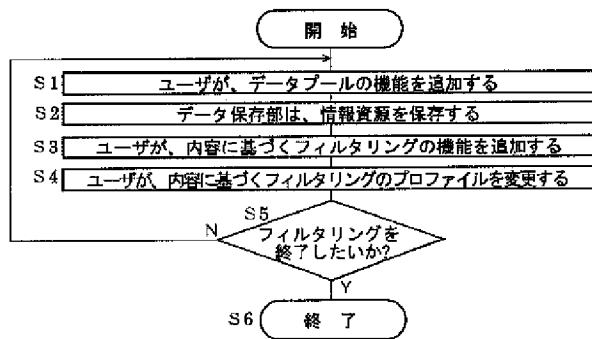 開 始
S1 ユーザが、データプールの機能を追加する
S2 データ保存部は、情報資源を保存する
S3 ユーザが、内容に基づくフィルタリングの機能を追加する
S4 ユーザが、内容に基づくフィルタリングのプロファイルを変更する
S5
N
フィルタリングを
終了したいか?
Y
S6 終 了